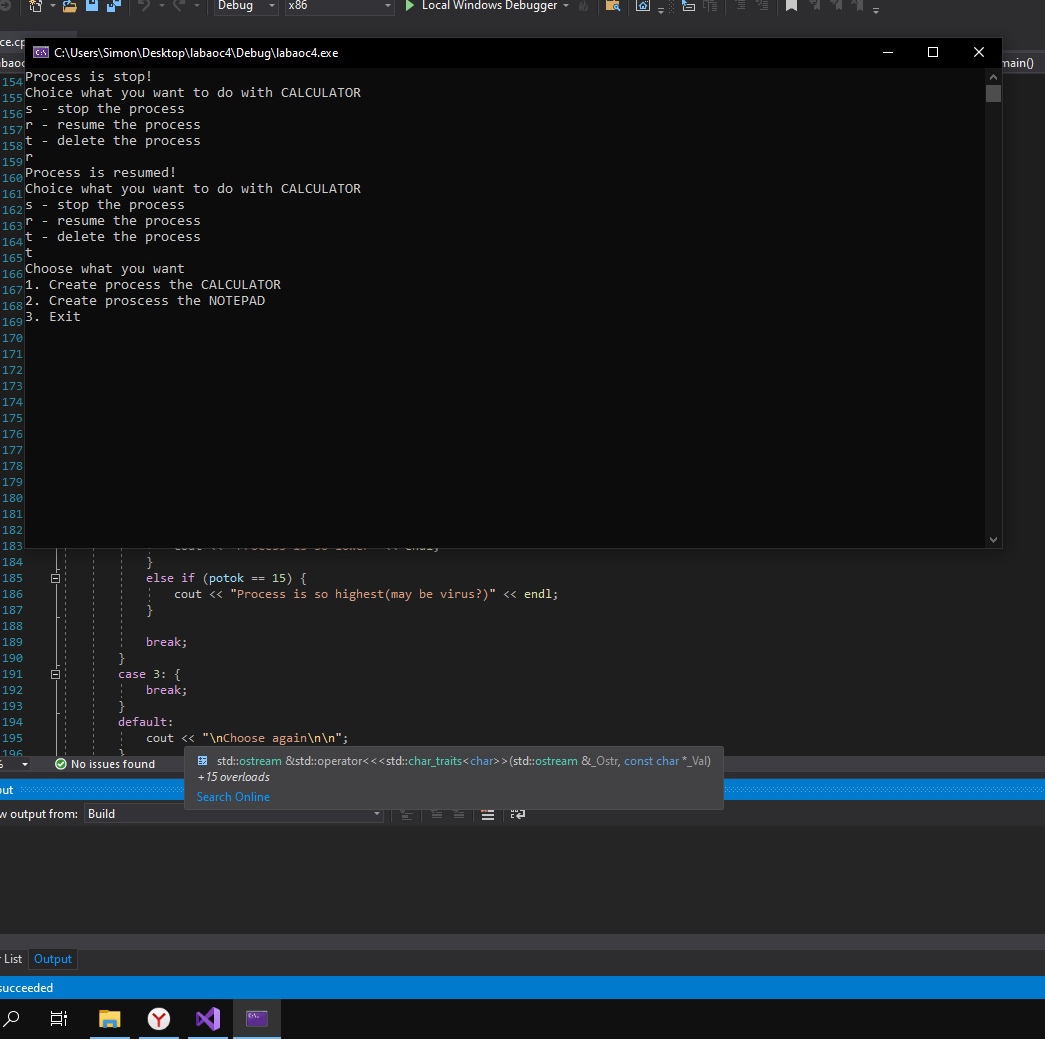 Debug
x86
Local Windows Debugger
ce.cp
C:\Users\Simon\Desktop\labaoc4\Debug\labaoc4.exe
main()
154
155
156
157
158
159
160
161
162
163
164
165
166
167
168
169
170
171
172
173
174
175
176
177
178
179
180
181
182
183
Process is stop!
Choice what you want to do with CALCULATOR
s - stop the process
r - resume the process
t - delete the process
r
Process is resumed!
Choice what you want to do with CALCULATOR
s - stop the process
r - resume the process
t - delete the process
t
Choose what you want
1. Create process the CALCULATOR
2. Create proscess the NOTEPAD
3. Exit
184 }
185 else if (potok == 15) {
186 cout << "Process is so highest(may be virus?)" << endl;
187 }
188
189 break;
190 }
191 case 3: {
192 break;
193 }
194 default:
195 cout << "\nChoose again\n\n";
196 }
% No issues found
std::ostream &std::operator<<<std::char_traits<char>>(std::ostream &_Ostr, const char *_Val)
+15 overloads
Search Online
put
w output from: Build
r List Output
succeeded